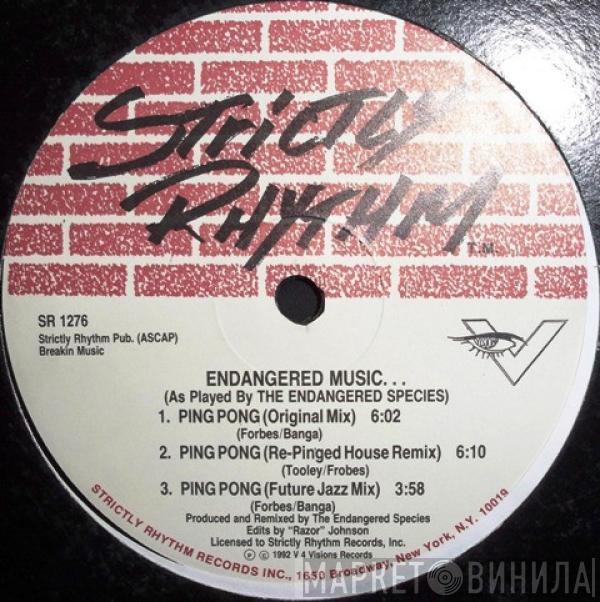 STRICTLY
RHYTHM
T.M.
SR 1276
Strictly Rhythm Pub. (ASCAP)
Breakin Music
V
ENDANGERED MUSIC. . .
(As Played By THE ENDANGERED SPECIES)
1. PING PONG (Original Mix) 6:02
(Forbes/Banga)
2. PING PONG (Re-Pinged House Remix) 6:10
(Tooley/Frobes)
3. PING PONG (Future Jazz Mix) 3:58
(Forbes/Banga)
Produced and Remixed by The Endangered Species
Edits by "Razor" Johnson
Licensed to Strictly Rhythm Records, Inc.
℗ © 1992 V 4 Visions Records
STRICTLY RHYTHM RECORDS INC., 1650 Broadway, New York, N.Y. 10019
МАРКЕТ ВИНИЛА